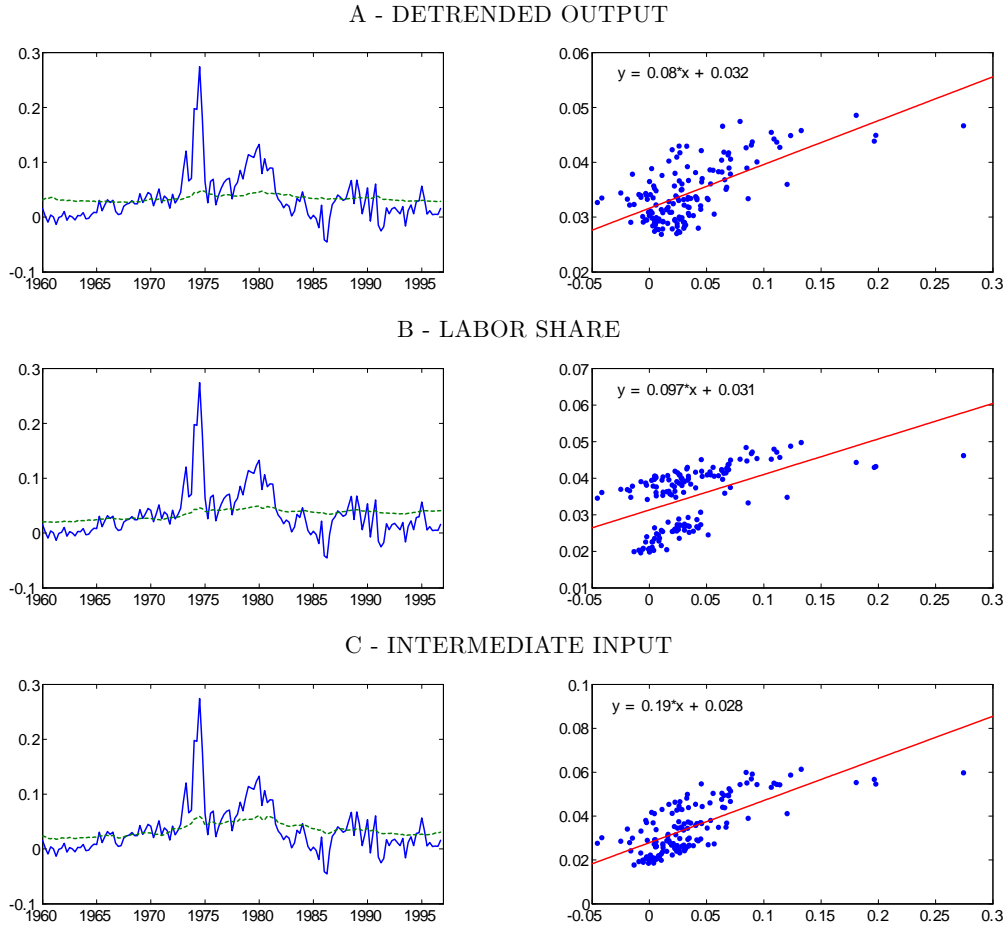 A - DETRENDED OUTPUT
0.3
0.2
0.1
0
-0.1
1960 1965 1970 1975 1980 1985 1990 1995
y = 0.08*x + 0.032
0.06
0.05
0.04
0.03
0.02
-0.05 0 0.05 0.1 0.15 0.2 0.25 0.3
B - LABOR SHARE
0.3
0.2
0.1
0
-0.1
1960 1965 1970 1975 1980 1985 1990 1995
y = 0.097*x + 0.031
0.07
0.06
0.05
0.04
0.03
0.02
0.01
-0.05 0 0.05 0.1 0.15 0.2 0.25 0.3
C - INTERMEDIATE INPUT
0.3
0.2
0.1
0
-0.1
1960 1965 1970 1975 1980 1985 1990 1995
y = 0.19*x + 0.028
0.1
0.08
0.06
0.04
0.02
0
-0.05 0 0.05 0.1 0.15 0.2 0.25 0.3